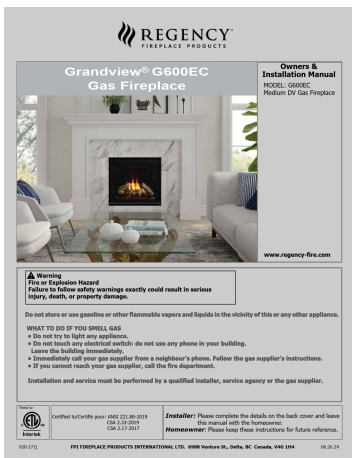 REGENCY®
FIREPLACE PRODUCTS
Grandview® G600EC
Gas Fireplace
Owners &
Installation Manual
MODEL: G600EC
Medium DV Gas Fireplace
www.regency-fire.com
Warning
Fire or Explosion Hazard
Failure to follow safety warnings exactly could result in serious
injury, death, or property damage.
Do not store or use gasoline or other flammable vapors and liquids in the vicinity of this or any other appliance.
WHAT TO DO IF YOU SMELL GAS
• Do not try to light any appliance.
• Do not touch any electrical switch: do not use any phone in your building.
Leave the building immediately.
• Immediately call your gas supplier from a neighbour's phone. Follow the gas supplier's instructions.
• If you cannot reach your gas supplier, call the fire department.
Installation and service must be performed by a qualified installer, service agency or the gas supplier.
Tested by:
Intertek
Certified to/Certifié pour: ANSI Z21.88-2019
CSA 2.33-2019
CSA 2.17-2017
Installer: Please complete the details on the back cover and leave
this manual with the homeowner.
Homeowner: Please keep these instructions for future reference.
920-271j
FPI FIREPLACE PRODUCTS INTERNATIONAL LTD. 6988 Venture St., Delta, BC Canada, V4G 1H4
06.26.24